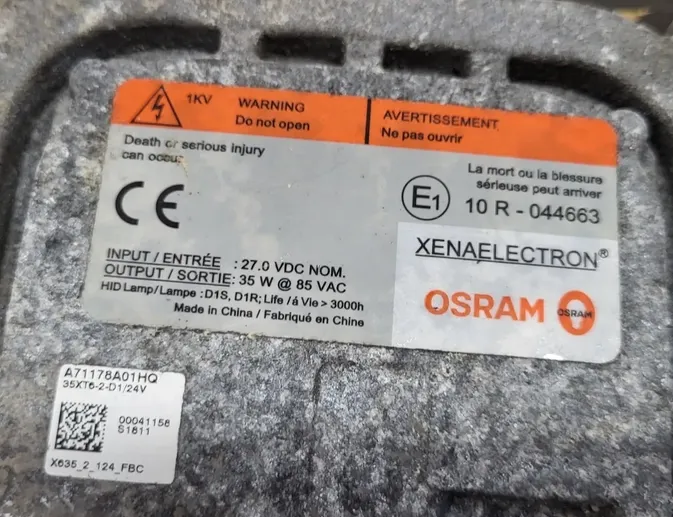 1KV
WARNING
Do not open
AVERTISSEMENT
Ne pas ouvrir
Death or serious injury
can occur
La mort ou la blessure
sérieuse peut arriver
CE
E1
10 R - 044663
XENAELECTRON®
OSRAM
OSRAM
INPUT / ENTRÉE : 27.0 VDC NOM.
OUTPUT / SORTIE: 35 W @ 85 VAC
HID Lamp/Lampe : D1S, D1R; Life /á Vie > 3000h
Made in China / Fabriqué en Chine
A71178A01HQ
35XT6-2-D1/24V
00041158
S1811
X635_2_124_FBC